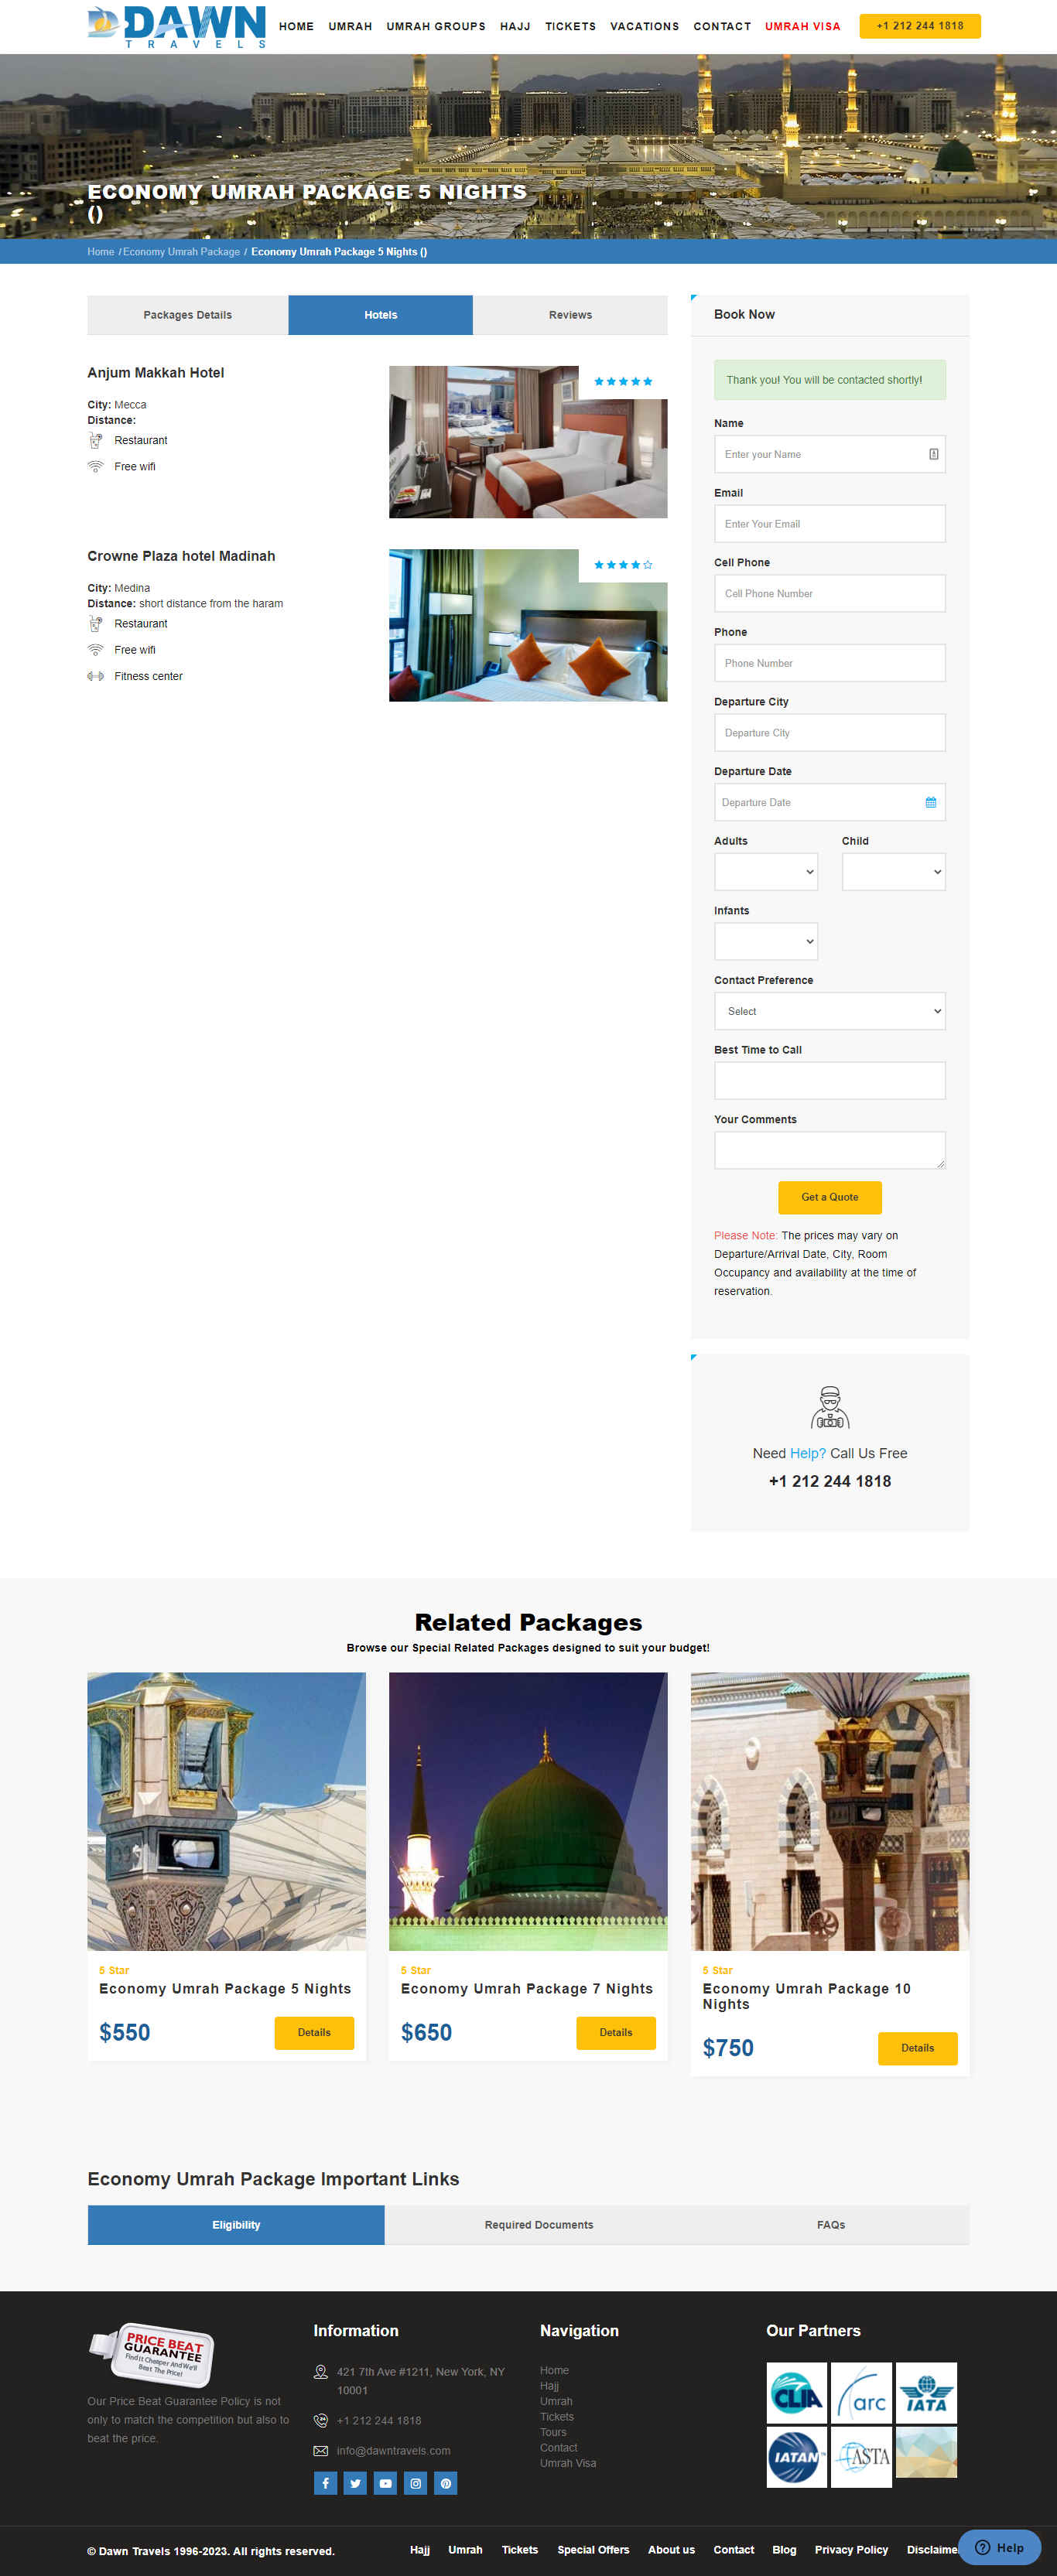 DAWN
TRAVELS
HOME UMRAH UMRAH GROUPS HAJJ TICKETS VACATIONS CONTACT UMRAH VISA +1 212 244 1818
ECONOMY UMRAH PACKAGE 5 NIGHTS
()
Home /Economy Umrah Package / Economy Umrah Package 5 Nights ()
Packages Details Hotels Reviews
Anjum Makkah Hotel
City: Mecca
Distance:
Restaurant
Free wifi
Crowne Plaza hotel Madinah
City: Medina
Distance: short distance from the haram
Restaurant
Free wifi
Fitness center
Book Now
Thank you! You will be contacted shortly!
Name
Enter your Name
Email
Enter Your Email
Cell Phone
Cell Phone Number
Phone
Phone Number
Departure City
Departure City
Departure Date
Departure Date
Adults Child
Infants
Contact Preference
Select
Best Time to Call
Your Comments
Get a Quote
Please Note: The prices may vary on
Departure/Arrival Date, City, Room
Occupancy and availability at the time of
reservation.
Need Help? Call Us Free
+1 212 244 1818
Related Packages
Browse our Special Related Packages designed to suit your budget!
5 Star
Economy Umrah Package 5 Nights
$550 Details
5 Star
Economy Umrah Package 7 Nights
$650 Details
5 Star
Economy Umrah Package 10
Nights
$750 Details
Economy Umrah Package Important Links
Eligibility Required Documents FAQs
PRICE BEAT
GUARANTEE
Find It Cheaper And We'll
Beat The Price!
Our Price Beat Guarantee Policy is not
only to match the competition but also to
beat the price.
Information
421 7th Ave #1211, New York, NY
10001
+1 212 244 1818
info@dawntravels.com
Navigation
Home
Hajj
Umrah
Tickets
Tours
Contact
Umrah Visa
Our Partners
CLIA arc IATA
IATAN ASTA
© Dawn Travels 1996-2023. All rights reserved.
Hajj Umrah Tickets Special Offers About us Contact Blog Privacy Policy Disclaime
Help